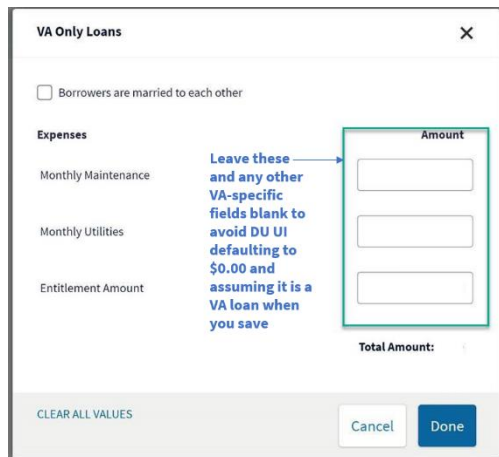 VA Only Loans
Borrowers are married to each other
Expenses
Amount
Monthly Maintenance
Monthly Utilities
Entitlement Amount
Leave these
and any other
VA-specific
fields blank to
avoid DU UI
defaulting to
$0.00 and
assuming it is a
VA loan when
you save
Total Amount:
CLEAR ALL VALUES
Cancel
Done